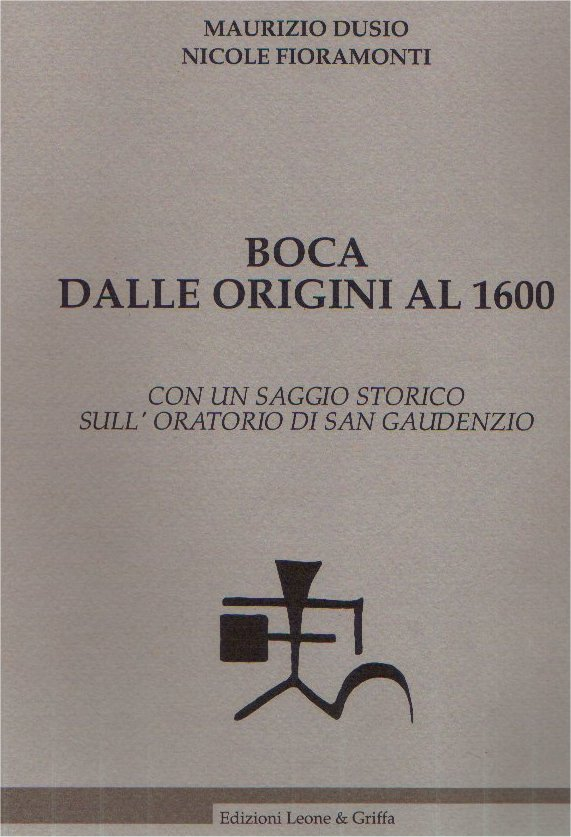 MAURIZIO DUSIO
NICOLE FIORAMONTI
BOCA
DALLE ORIGINI AL 1600
CON UN SAGGIO STORICO
SULL' ORATORIO DI SAN GAUDENZIO
Edizioni Leone & Griffa